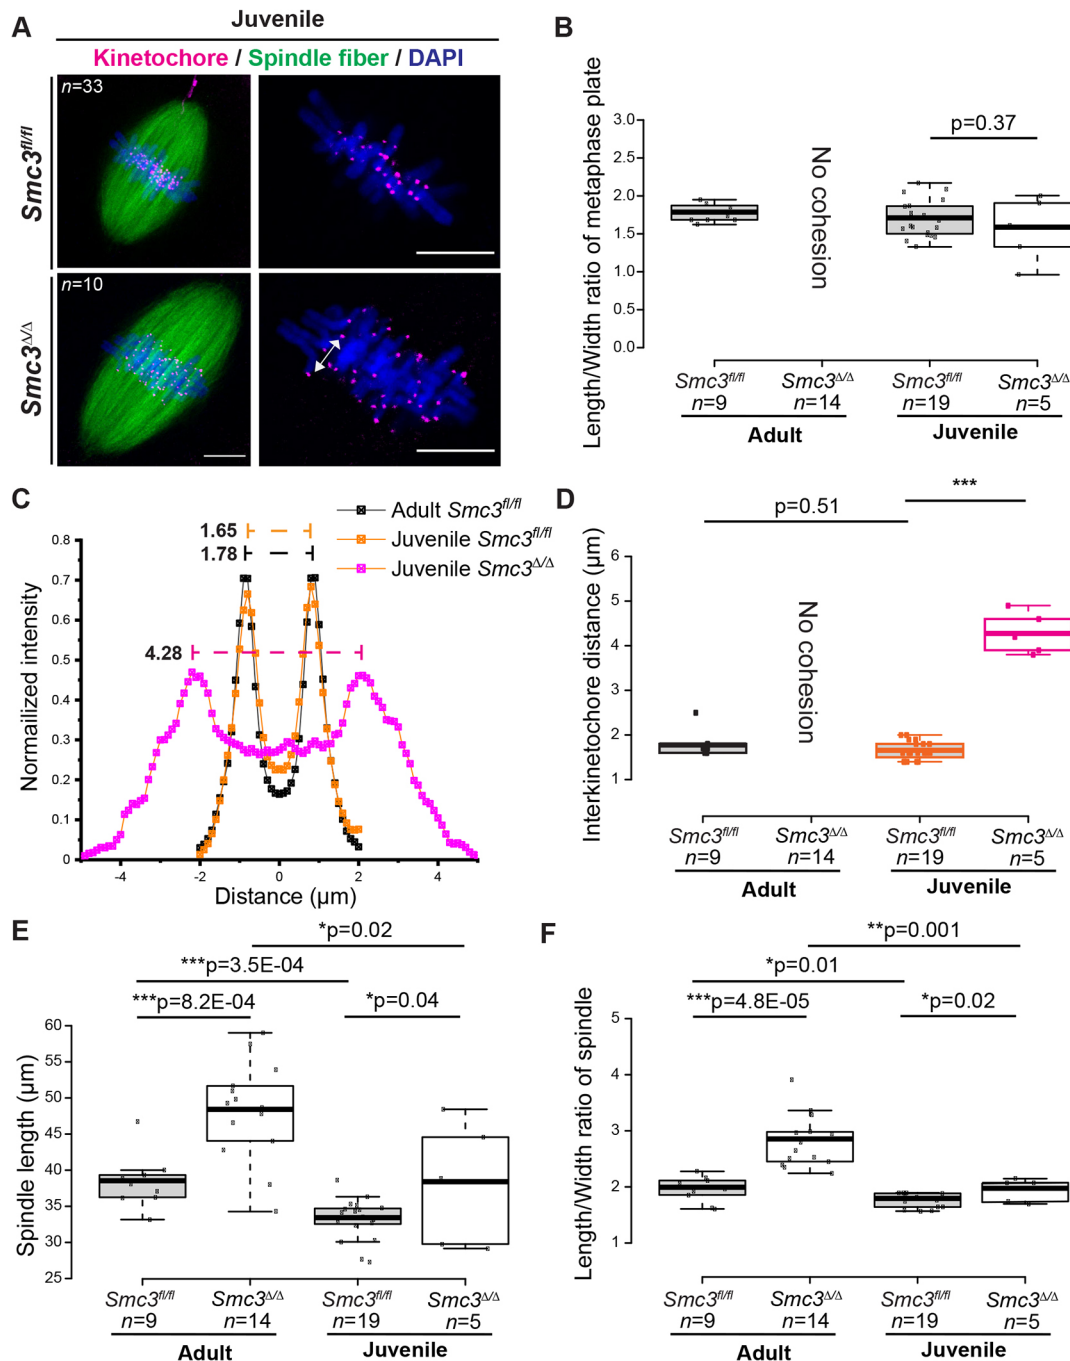 A
Juvenile
Kinetochore / Spindle fiber / DAPI
Smc3fl/fl
n=33
Smc3Δ/Δ
n=10
B
Length/Width ratio of metaphase plate
3.0
2.5
2.0
1.5
1.0
0.5
0.0
p=0.37
No cohesion
Smc3fl/fl Smc3Δ/Δ Smc3fl/fl Smc3Δ/Δ
n=9 n=14 n=19 n=5
Adult Juvenile
C
Adult Smc3fl/fl
Juvenile Smc3fl/fl
Juvenile Smc3Δ/Δ
1.65
1.78
4.28
Normailized intensity
0.8
0.7
0.6
0.5
0.4
0.3
0.2
0.1
0
-4 -2 0 2 4
Distance (μm)
D
Interkinetochore distance (μm)
6
5
4
3
2
1
p=0.51
***
No cohesion
Smc3fl/fl Smc3Δ/Δ Smc3fl/fl Smc3Δ/Δ
n=9 n=14 n=19 n=5
Adult Juvenile
E
*p=0.02
***p=3.5E-04
***p=8.2E-04
*p=0.04
Spindle length (μm)
60
55
50
45
40
35
30
25
Smc3fl/fl Smc3Δ/Δ Smc3fl/fl Smc3Δ/Δ
n=9 n=14 n=19 n=5
Adult Juvenile
F
**p=0.001
*p=0.01
***p=4.8E-05
*p=0.02
Length/Width ratio of spindle
5
4
3
2
1
Smc3fl/fl Smc3Δ/Δ Smc3fl/fl Smc3Δ/Δ
n=9 n=14 n=19 n=5
Adult Juvenile